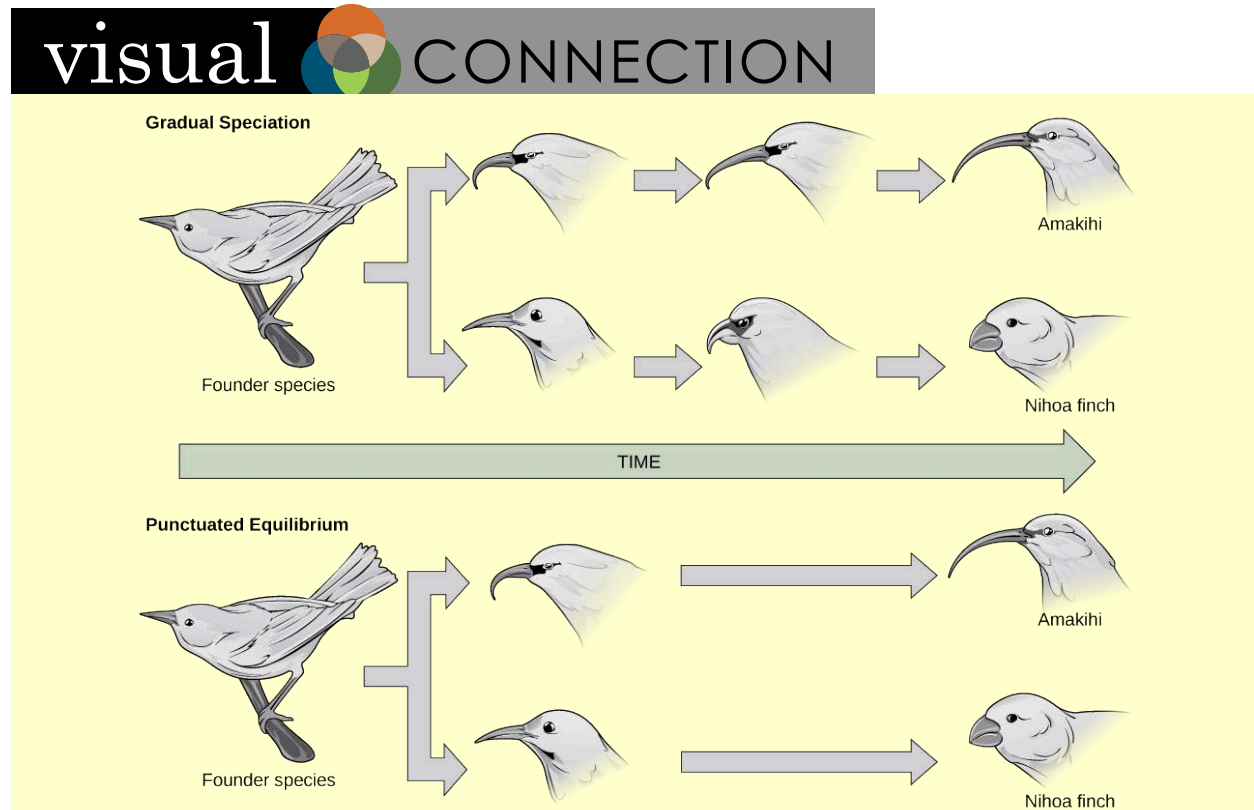 visual CONNECTION
Gradual Speciation
Amakihi
Founder species
Nihoa finch
TIME
Punctuated Equilibrium
Amakihi
Founder species
Nihoa finch